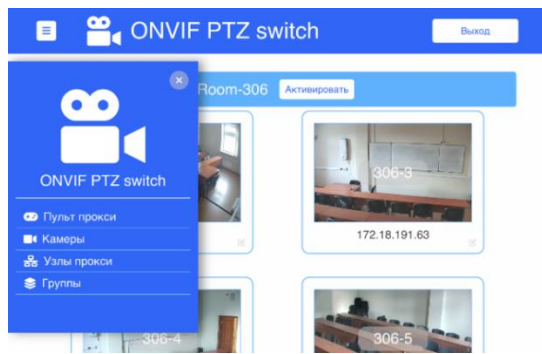 ONVIF PTZ switch
Выход
Room-306
Активировать
ONVIF PTZ switch
Пульт прокси
Камеры
Узлы прокси
Группы
306-3
172.18.191.63
306-4
306-5